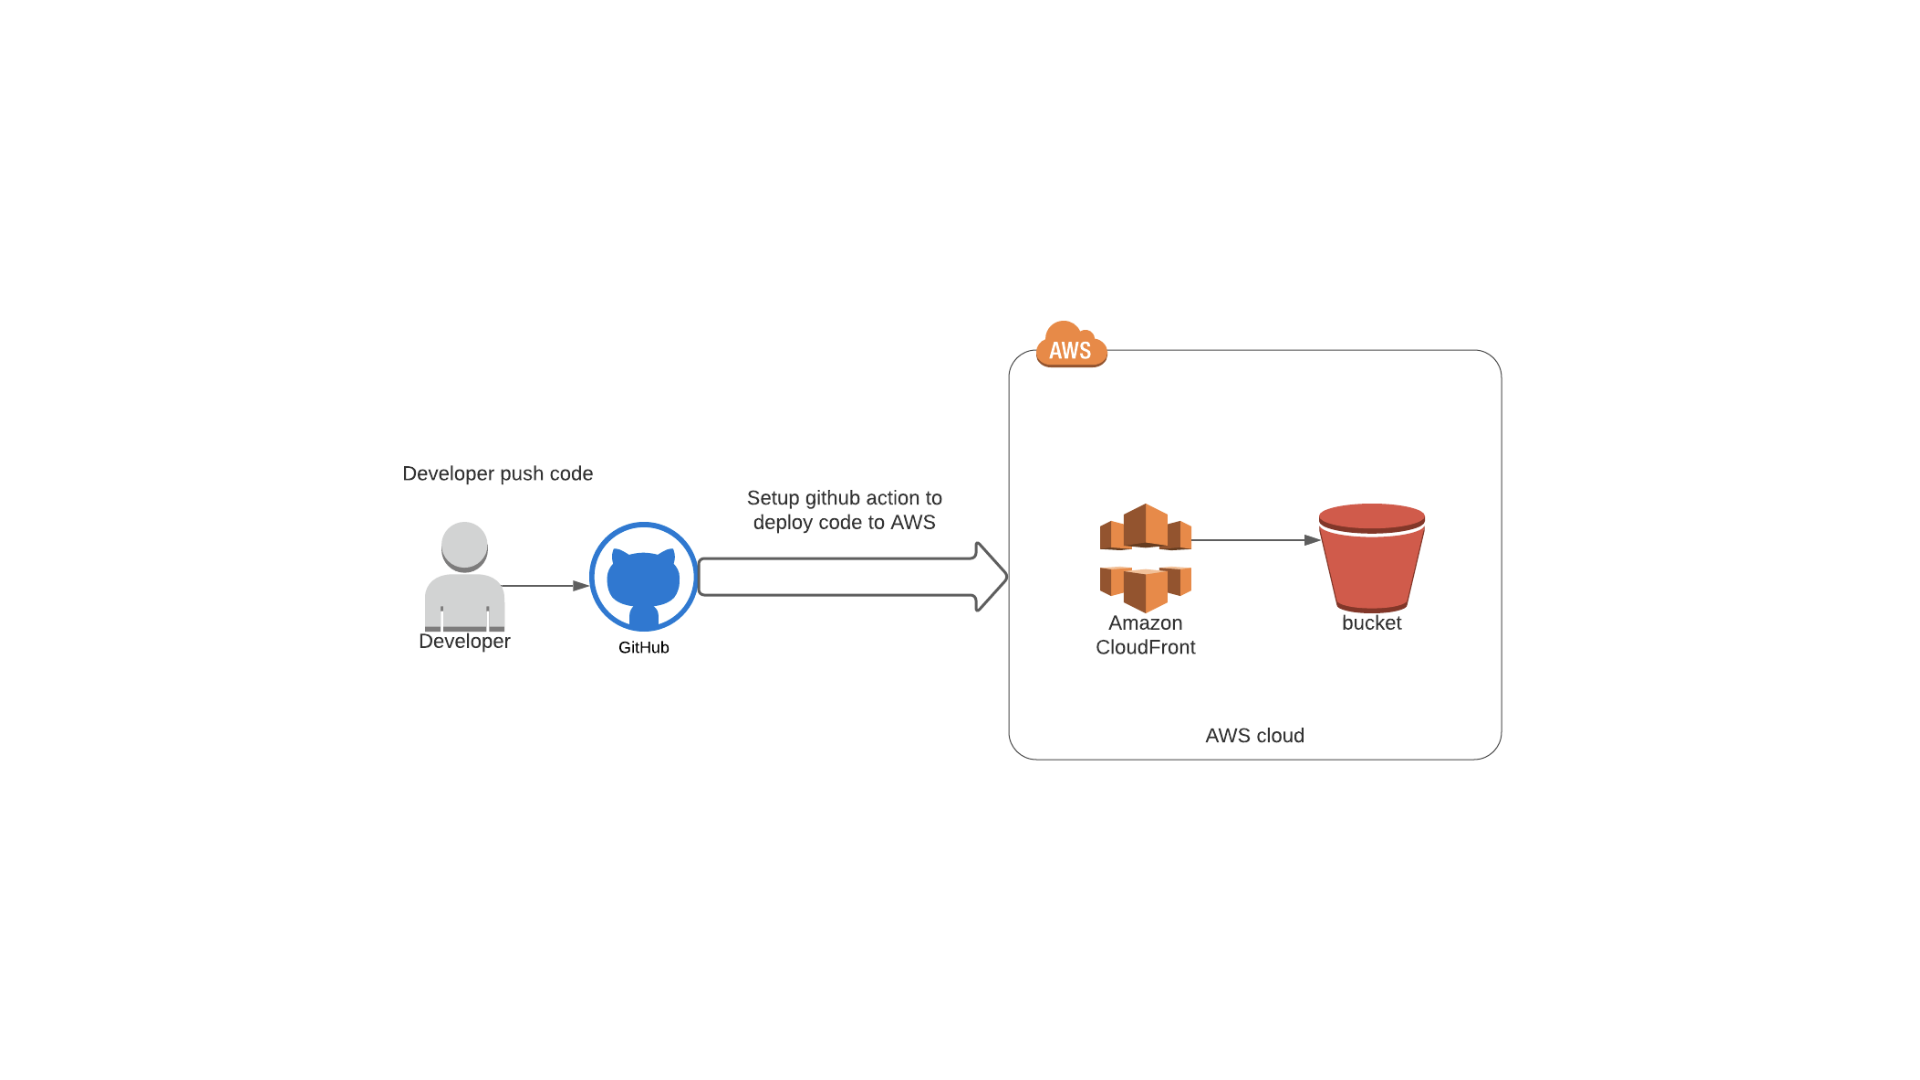 AWS
Developer push code
Setup github action to
deploy code to AWS
Developer
GitHub
Amazon
CloudFront
bucket
AWS cloud